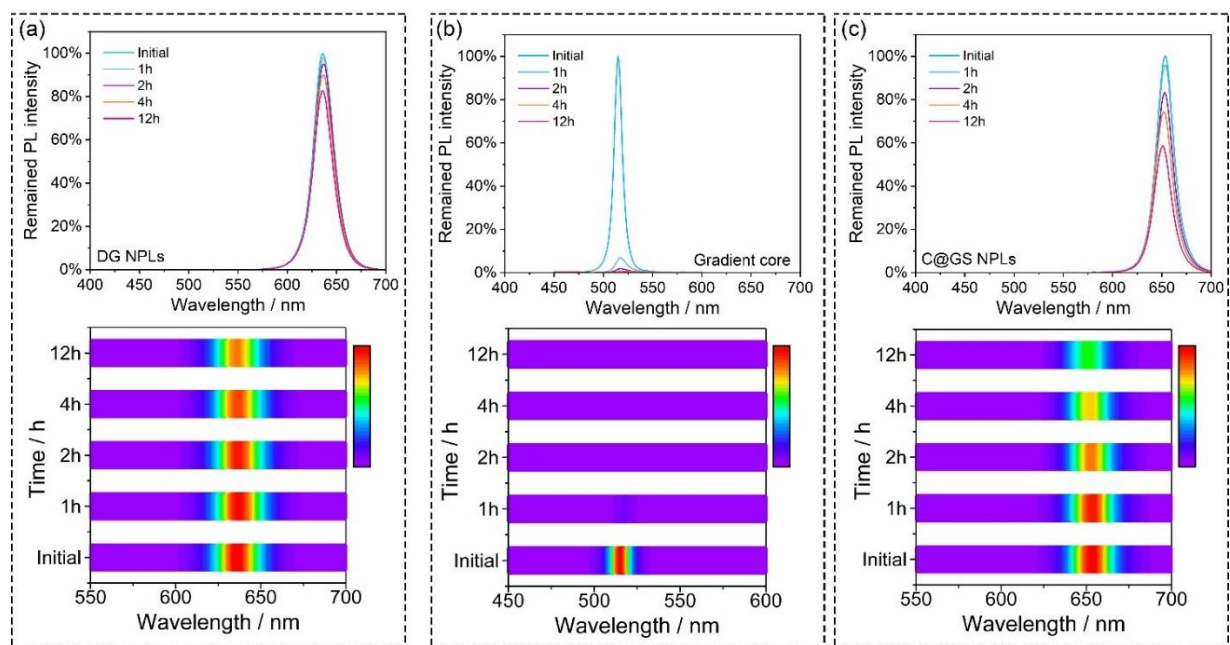 (a)
Remained PL intensity
100%
80%
60%
40%
20%
0%
Initial
1h
2h
4h
12h
DG NPLs
400 450 500 550 600 650 700
Wavelength / nm
Time / h
12h
4h
2h
1h
Initial
550 600 650 700
Wavelength / nm
(b)
Remained PL intensity
100%
80%
60%
40%
20%
0%
Initial
1h
2h
4h
12h
Gradient core
400 450 500 550 600 650 700
Wavelength / nm
Time / h
12h
4h
2h
1h
Initial
450 500 550 600
Wavelength / nm
(c)
Remained PL intensity
100%
80%
60%
40%
20%
0%
Initial
1h
2h
4h
12h
C@GS NPLs
400 450 500 550 600 650 700
Wavelength / nm
Time / h
12h
4h
2h
1h
Initial
550 600 650 700
Wavelength / nm